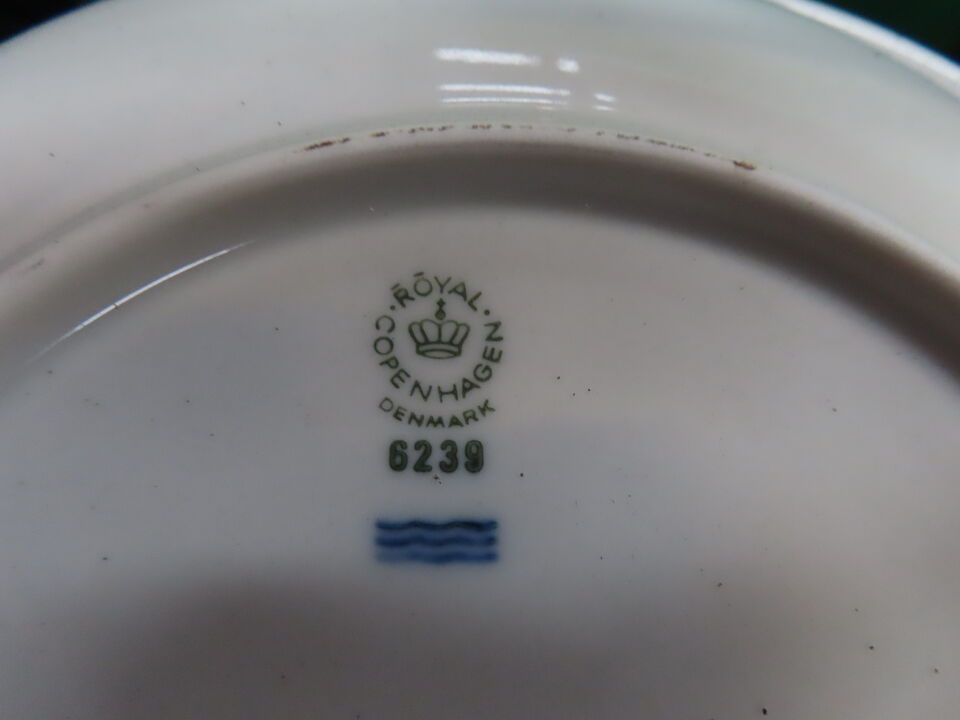 ROYAL
COPENHAGEN
DENMARK
6239